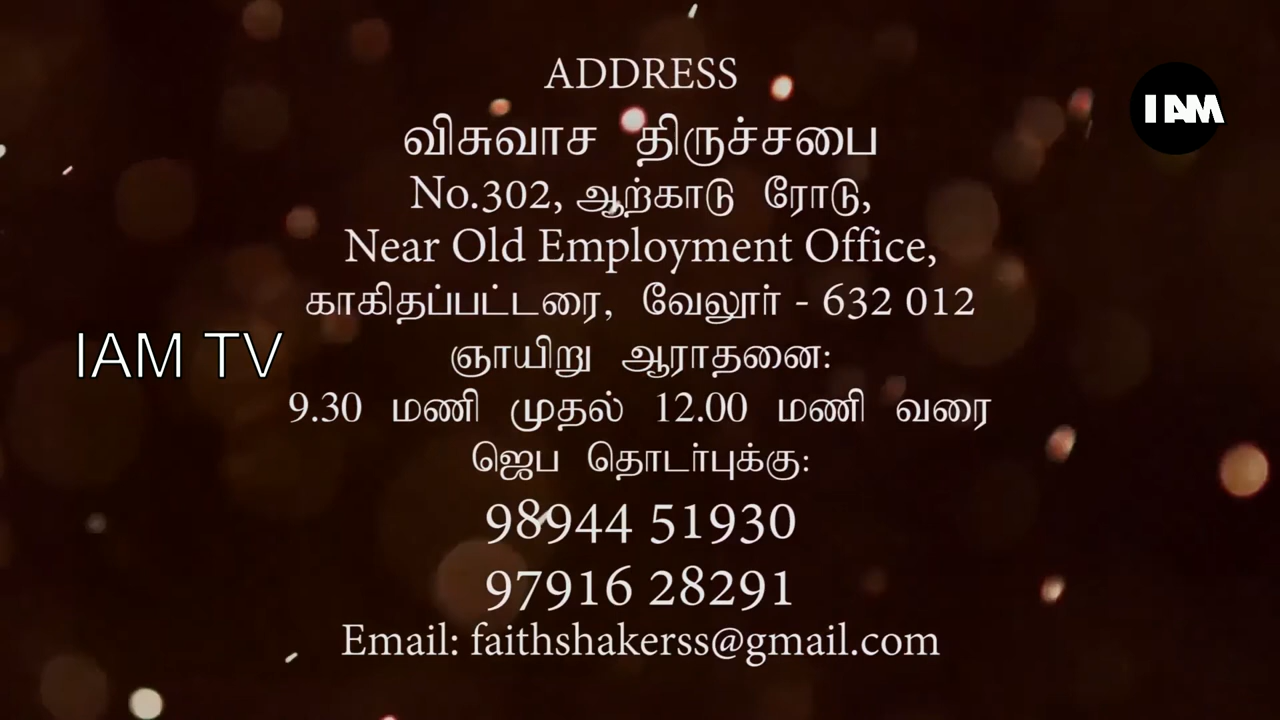 ADDRESS
I AM
விசுவாச திருச்சபை
No.302, ஆற்காடு ரோடு,
Near Old Employment Office,
காகிதப்பட்டரை, வேலூர் - 632 012
IAM TV
ஞாயிறு ஆராதனை:
9.30 மணி முதல் 12.00 மணி வரை
ஜெப தொடர்புக்கு:
98944 51930
97916 28291
Email: faithshakerss@gmail.com